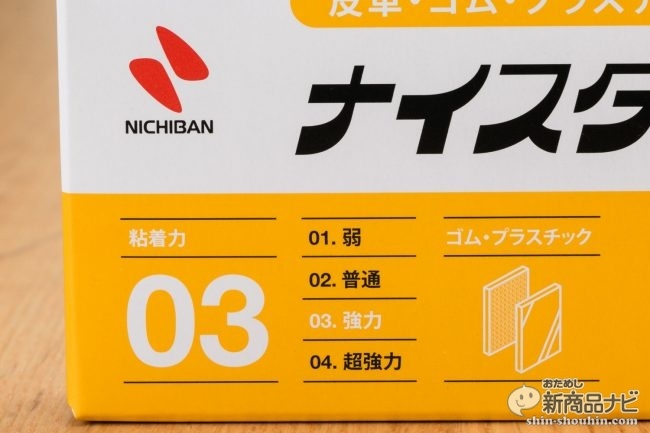 皮革・ゴム・プラスチ
NICHIBAN
ナイスタ
粘着力
03
01. 弱
02. 普通
03. 強力
04. 超強力
ゴム・プラスチック
おためし
新商品ナビ
shin-shouhin.com